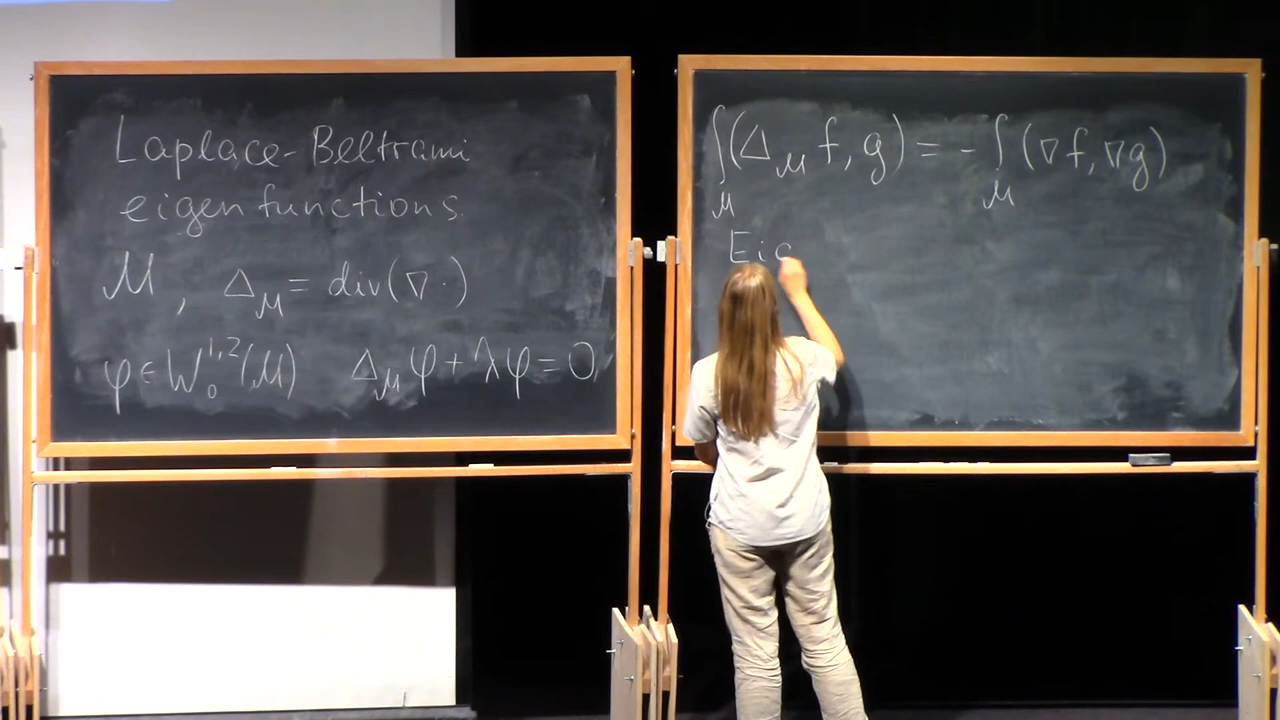 Laplace-Beltrami
eigenfunctions
M, Δ_M = div(∇·)
φ ∈ W_0^{1,2}(M) Δ_M φ + λφ = 0,
∫_M (Δ_M f, g) = - ∫_M (∇f, ∇g)
Eig